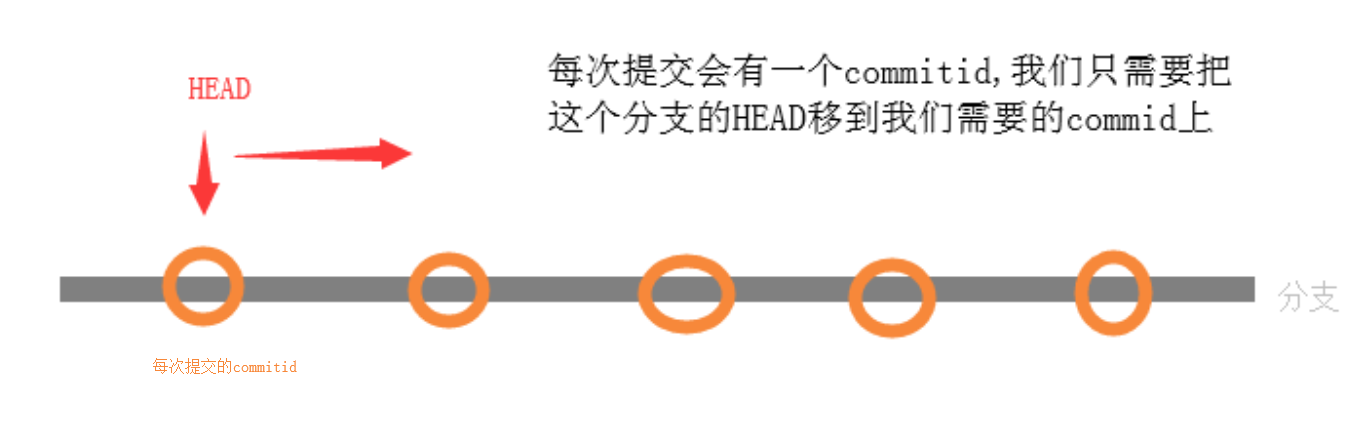 HEAD
每次提交会有一个commitid,我们只需要把
这个分支的HEAD移到我们需要的commid上
分支
每次提交的commitid